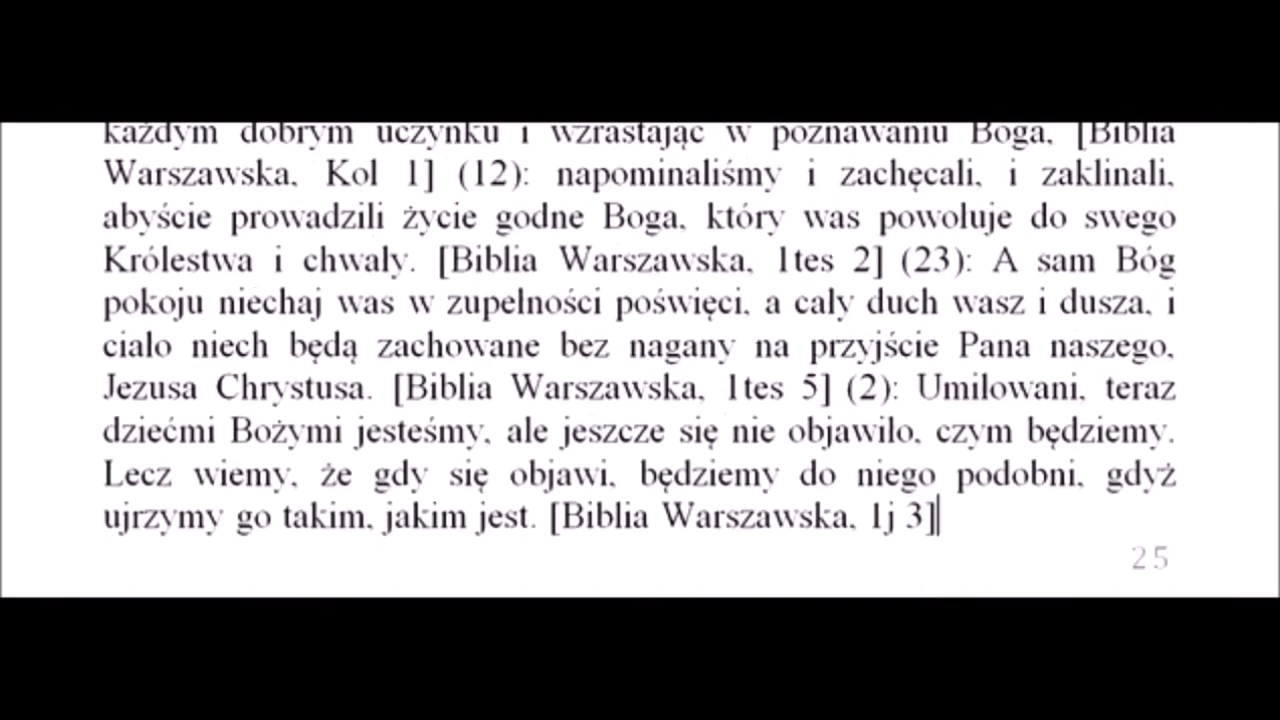 każdym dobrym uczynku i wzrastając w poznawaniu Boga, [Biblia
Warszawska, Kol 1] (12): napominaliśmy i zachęcali, i zaklinali,
abyście prowadzili życie godne Boga, który was powołuje do swego
Królestwa i chwały. [Biblia Warszawska, 1tes 2] (23): A sam Bóg
pokoju niechaj was w zupełności poświęci, a cały duch wasz i dusza, i
ciało niech będą zachowane bez nagany na przyjście Pana naszego,
Jezusa Chrystusa. [Biblia Warszawska, 1tes 5] (2): Umiłowani, teraz
dziećmi Bożymi jesteśmy, ale jeszcze się nie objawiło, czym będziemy.
Lecz wiemy, że gdy się objawi, będziemy do niego podobni, gdyż
ujrzymy go takim, jakim jest. [Biblia Warszawska, 1j 3]
25